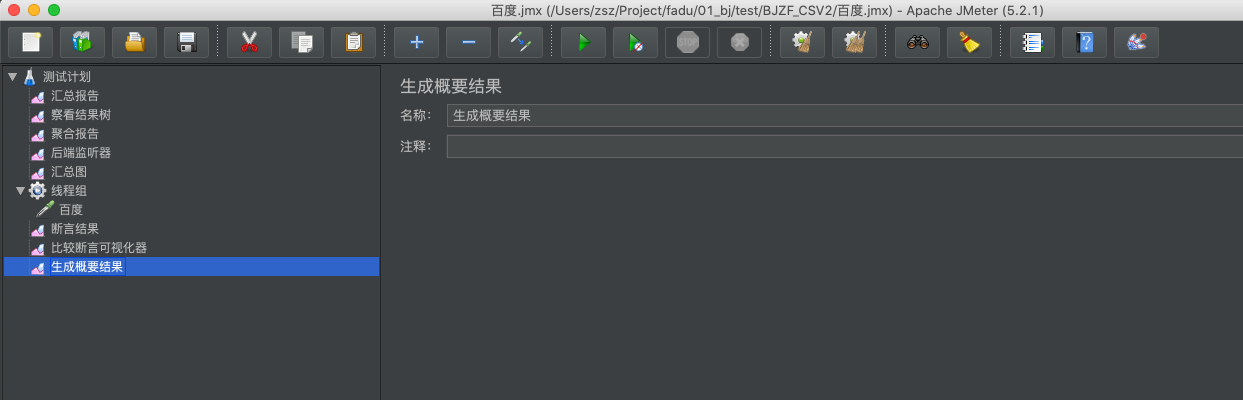 百度.jmx (/Users/zsz/Project/fadu/01_bj/test/BJZF_CSV2/百度.jmx) - Apache JMeter (5.2.1)
STOP
测试计划
汇总报告
察看结果树
聚合报告
后端监听器
汇总图
线程组
百度
断言结果
比较断言可视化器
生成概要结果
生成概要结果
名称： 生成概要结果
注释：